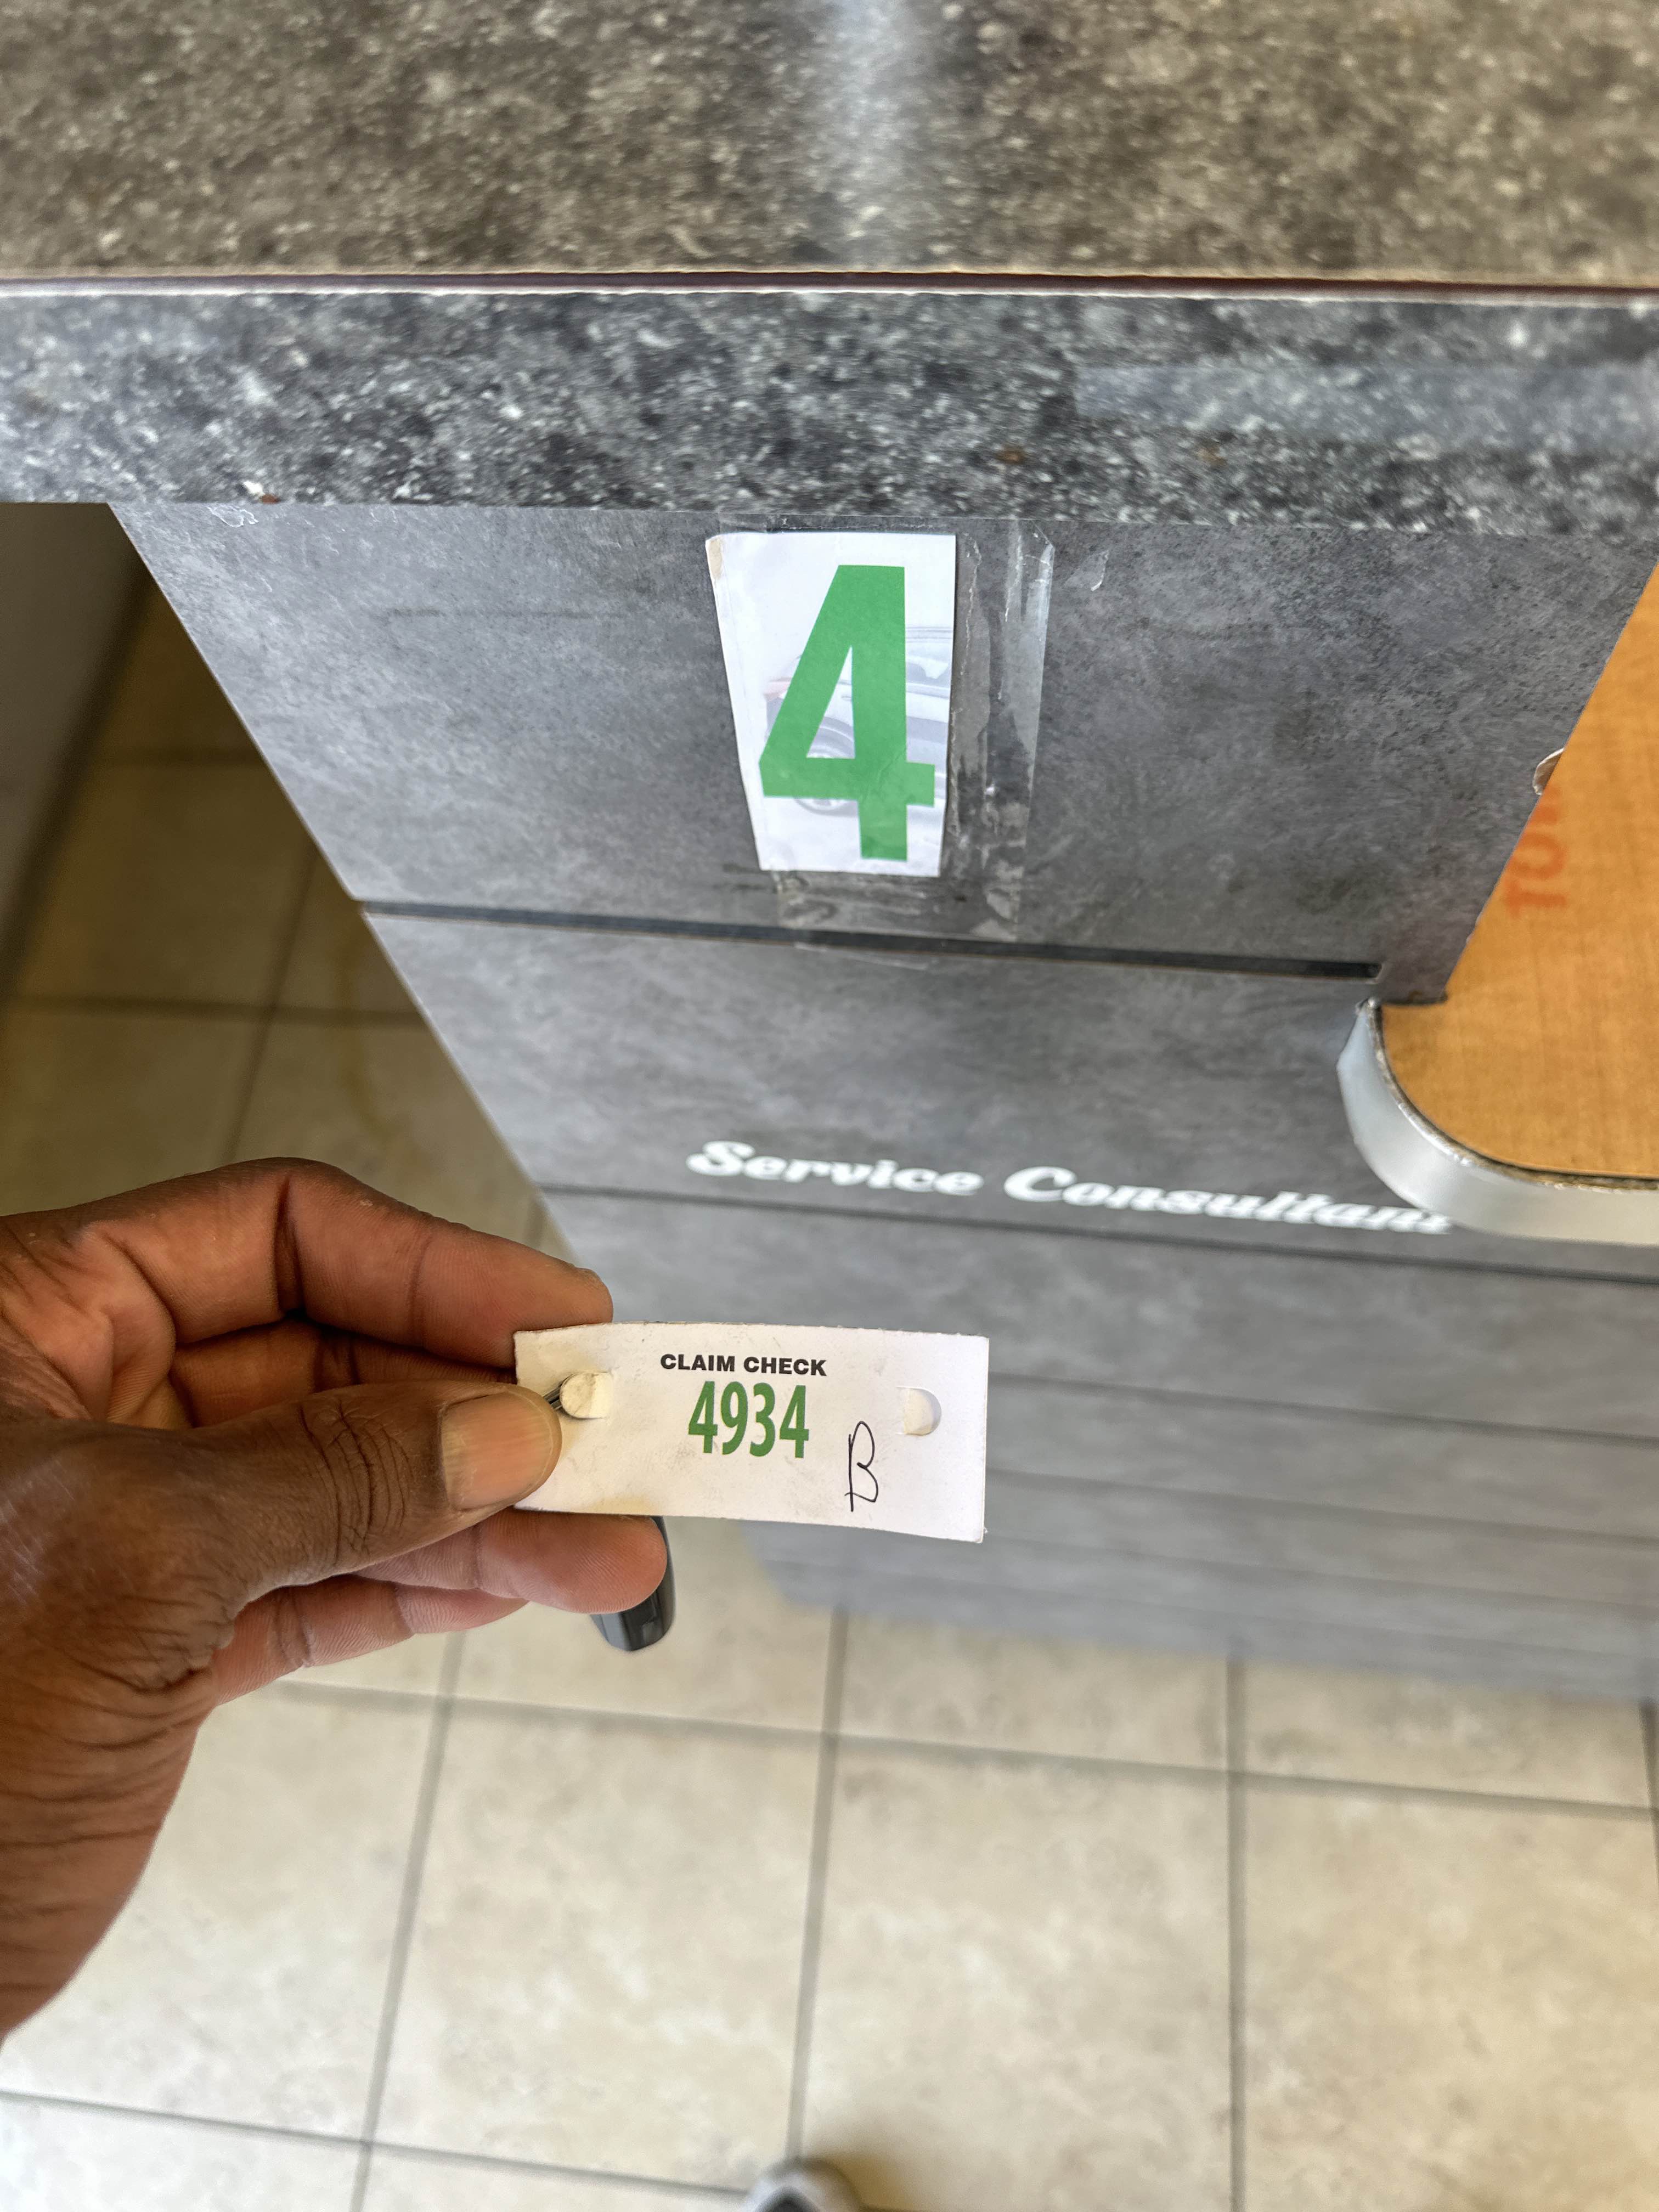 4
Service Consultant
CLAIM CHECK
4934
B